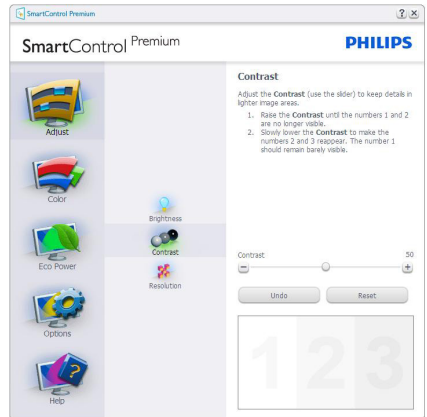 SmartControl Premium
? ×
SmartControl Premium
PHILIPS
Adjust
Color
Eco Power
Options
Help
Brightness
Contrast
Resolution
Contrast
Adjust the Contrast (use the slider) to keep details in
lighter image areas.
1. Raise the Contrast until the numbers 1 and 2
are no longer visible.
2. Slowly lower the Contrast to make the
numbers 2 and 3 reappear. The number 1
should remain barely visible.
Contrast 50
Undo Reset
1 2 3